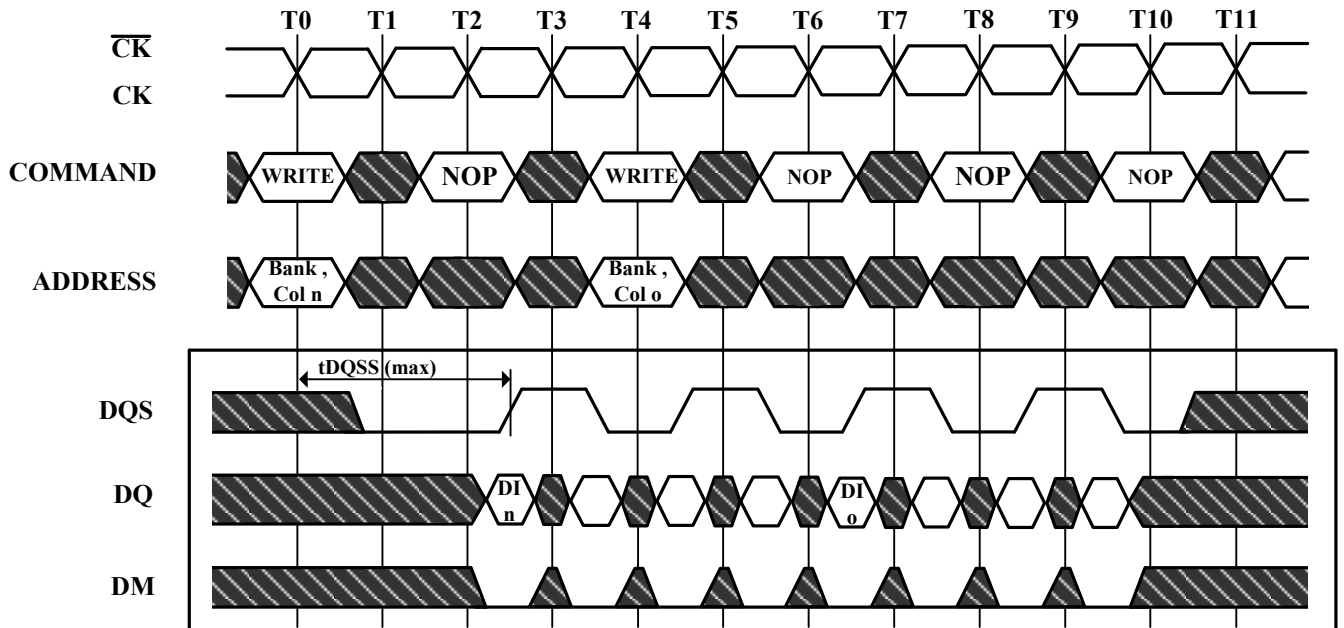 T0 T1 T2 T3 T4 T5 T6 T7 T8 T9 T10 T11
CK
CK
COMMAND WRITE NOP WRITE NOP NOP NOP
ADDRESS Bank , Col n Bank , Col o
tDQSS (max)
DQS
DQ DI n DI o
DM